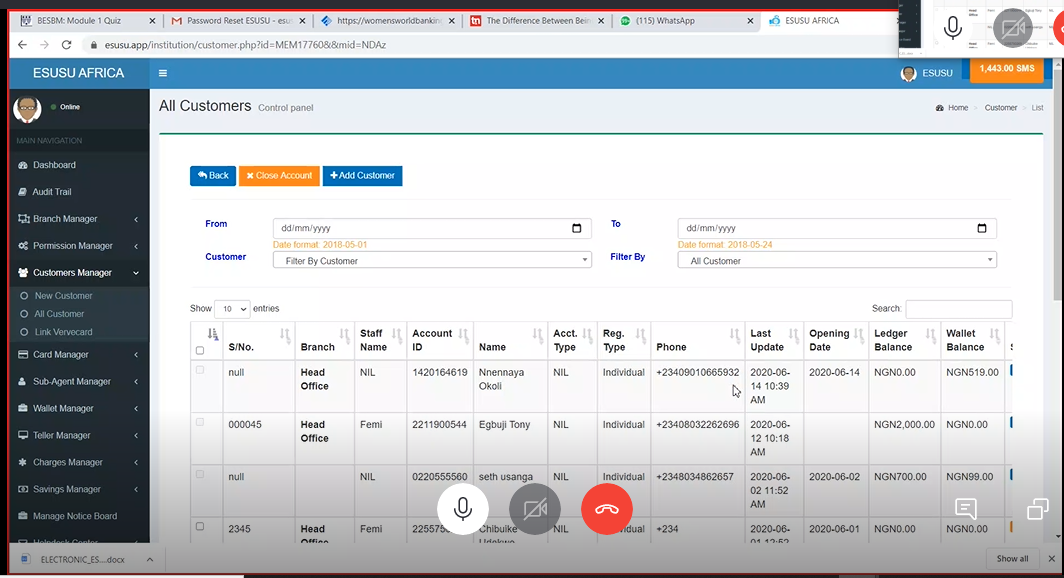 BESBM: Module 1 Quiz
Password Reset ESUSU - esus
https://womensworldbanking
The Difference Between Bein
(115) WhatsApp
ESUSU AFRICA
esusu.app/institution/customer.php?id=MEM17760&&mid=NDAz
ESUSU AFRICA
ESUSU
1,443.00 SMS
Online
All Customers Control panel
Home > Customer > List
MAIN NAVIGATION
Dashboard
Audit Trail
Branch Manager
Permission Manager
Customers Manager
New Customer
All Customer
Link Vervecard
Card Manager
Sub-Agent Manager
Wallet Manager
Teller Manager
Charges Manager
Savings Manager
Manage Notice Board
Helpdesk Center
Back
Close Account
Add Customer
From
dd/mm/yyyy
To
dd/mm/yyyy
Date format: 2018-05-01
Date format: 2018-05-24
Customer
Filter By Customer
Filter By
All Customer
Show 10 entries
Search:
S/No. Branch Staff Name Account ID Name Acct. Type Reg. Type Phone Last Update Opening Date Ledger Balance Wallet Balance
null Head Office NIL 1420164619 Nnennaya Okoli NIL Individual +23409010665932 2020-06-14 10:39 AM 2020-06-14 NGN0.00 NGN519.00
000045 Head Office Femi 2211900544 Egbuji Tony NIL Individual +23408032262696 2020-06-12 10:18 AM NGN2,000.00 NGN0.00
null NIL 0220555560 seth usanga NIL Individual +2348034862657 2020-06-02 11:52 AM 2020-06-02 NGN700.00 NGN99.00
2345 Head Office Femi Chibuike NIL Individual +234 2020-06-01 12:52 2020-06-01 NGN0.00 NGN0.00
ELECTRONIC_ES....docx
Show all